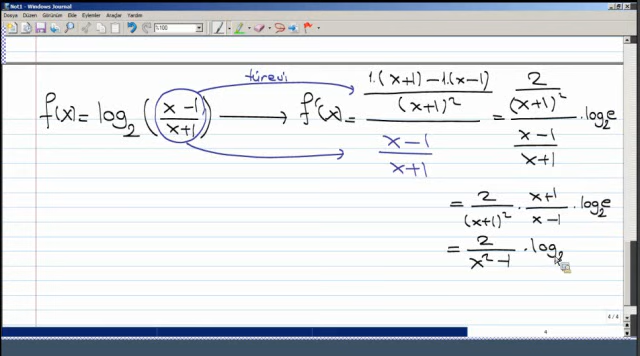 Not1 - Windows Journal
Dosya Düzen Görünüm Ekle Eylemler Araçlar Yardım
türevi
f(x) = log₂ ((x-1)/(x+1)) → f'(x) = ((1.(x+1) - 1.(x-1))/(x+1)²)/((x-1)/(x+1)) = (2/(x+1)²)/((x-1)/(x+1)) . log₂e
= 2/(x+1)² . (x+1)/(x-1) . log₂e
= 2/(x²-1) . log₂
4/4
4